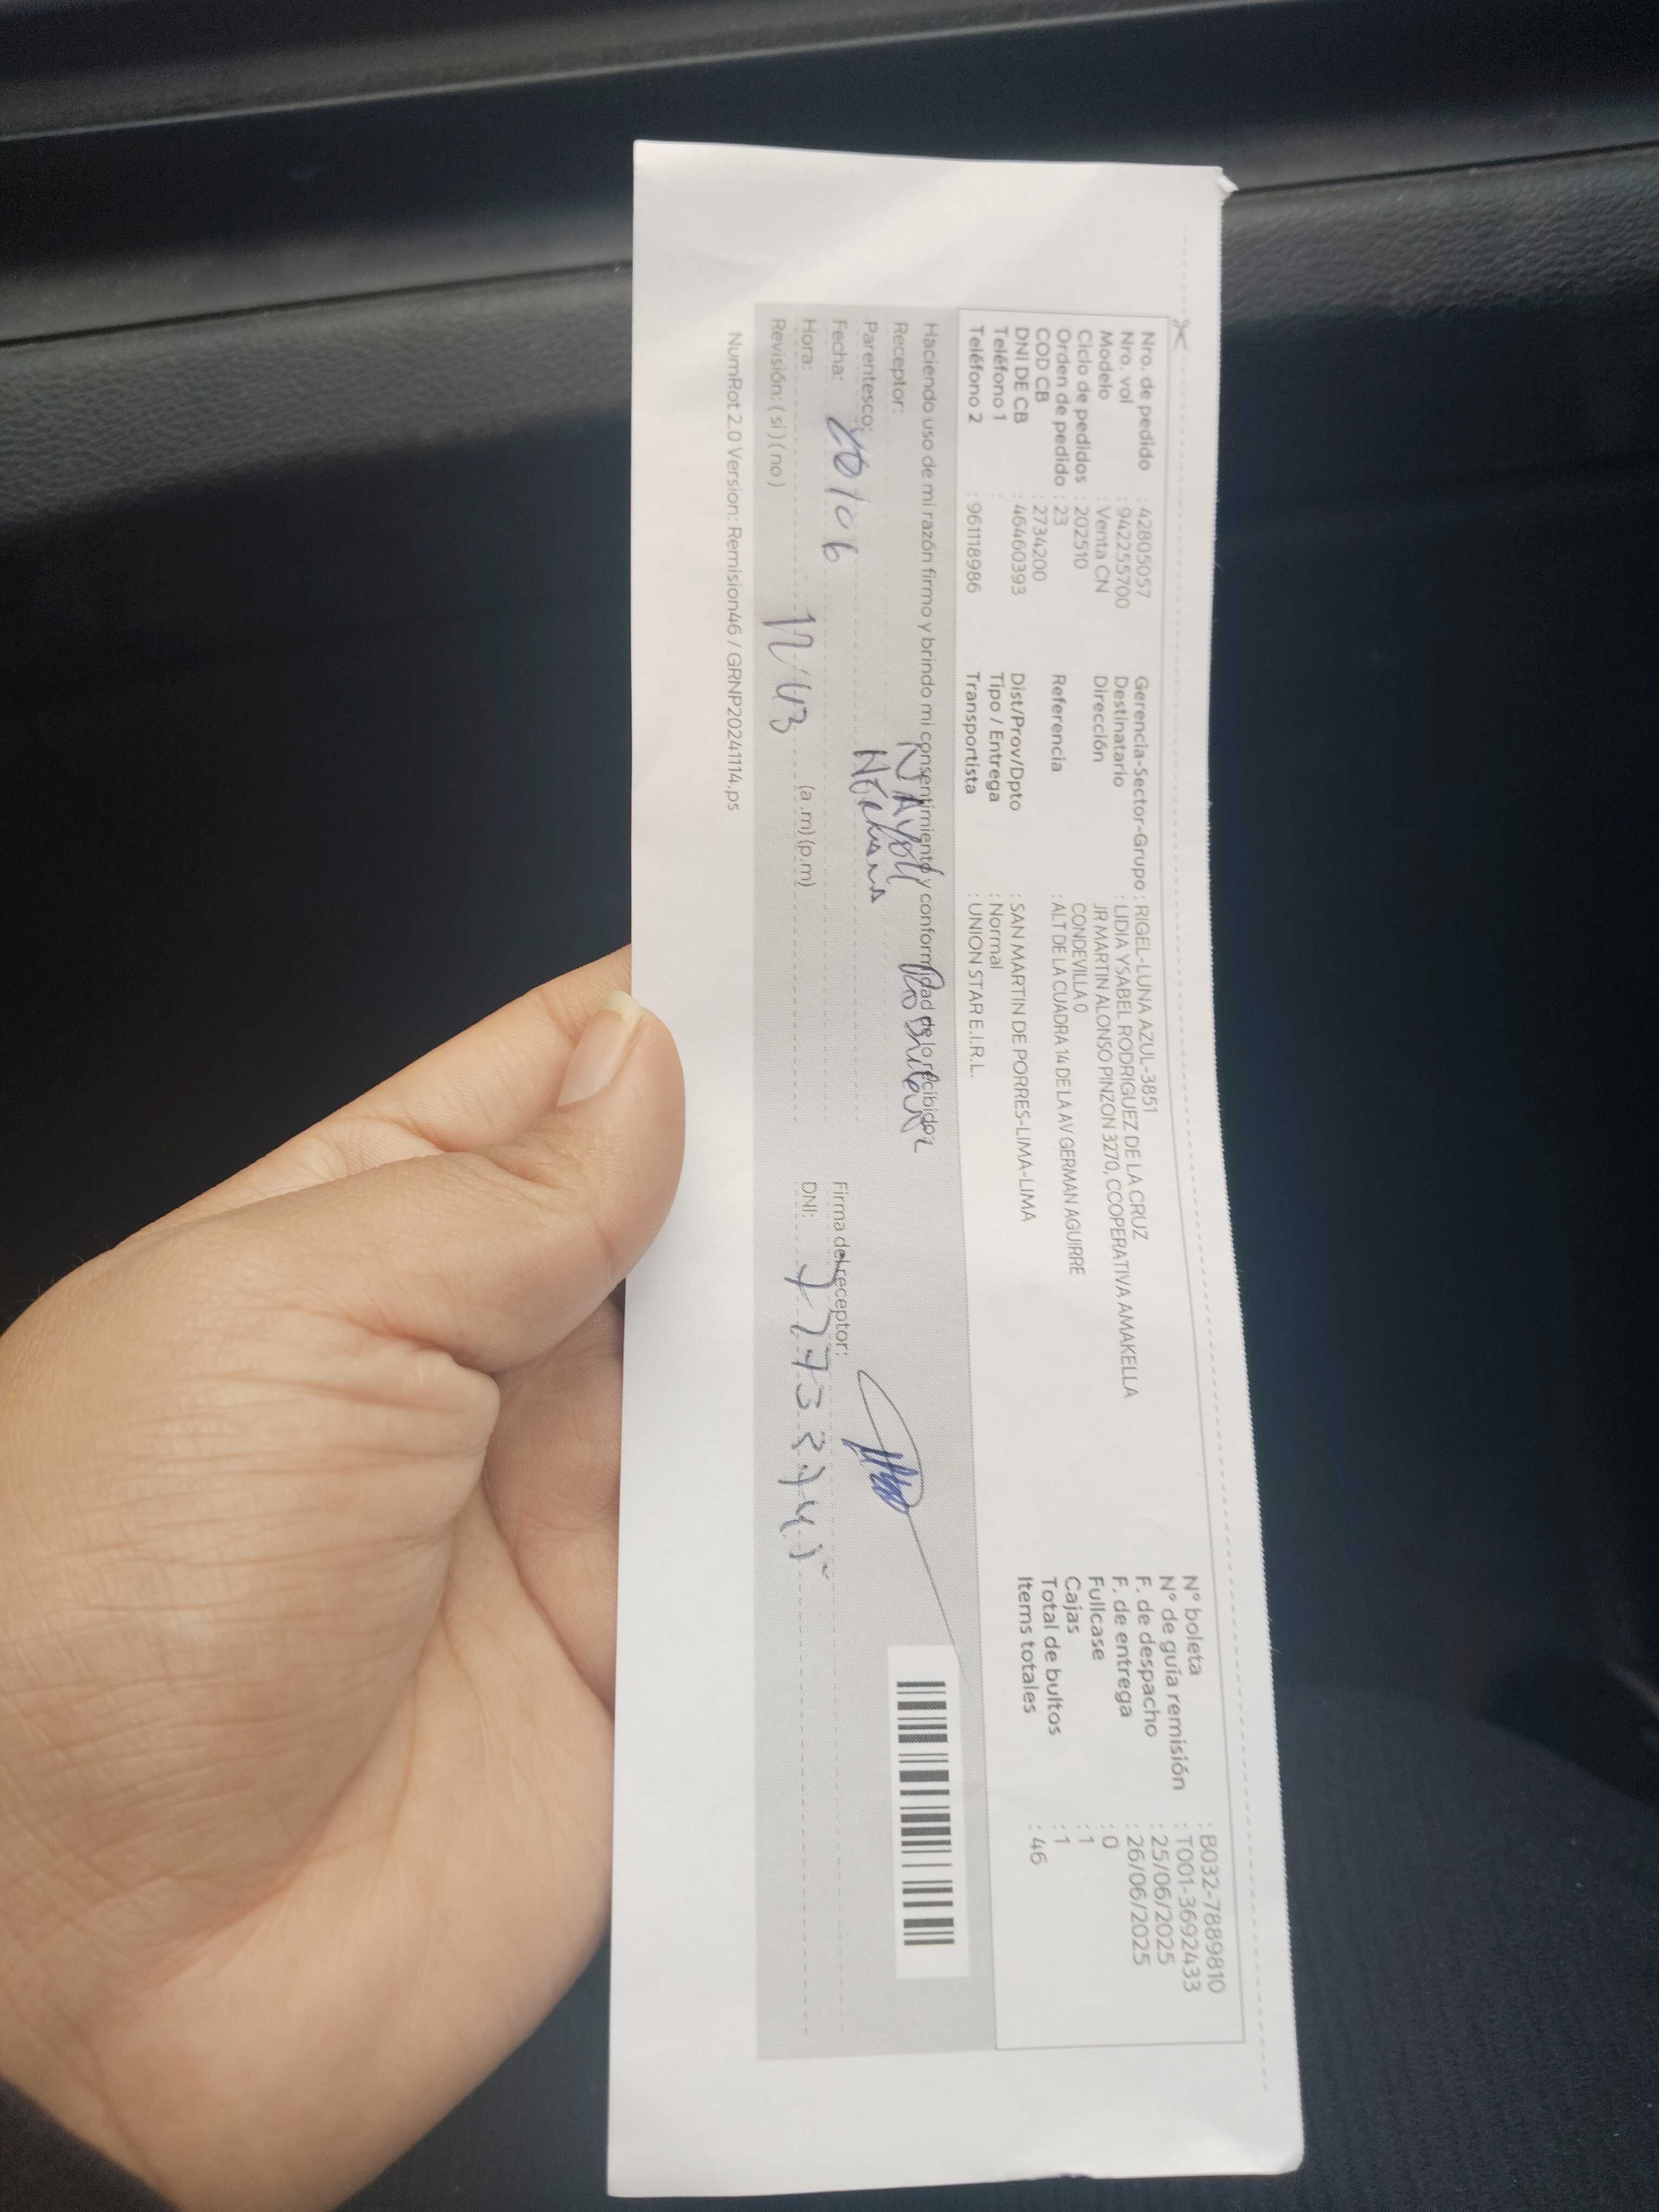 Nro. de pedido : 42805057
Nro. vol : 942255700
Modelo : Venta CN
Ciclo de pedidos : 202510
Orden de pedido : 23
COD CB : 2734200
DNI DE CB : 46460393
Teléfono 1 :
Teléfono 2 : 961118986
Gerencia-Sector-Grupo : RIGEL-LUNA AZUL-3851
Destinatario : LIDIA YSABEL RODRIGUEZ DE LA CRUZ
Dirección JR MARTIN ALONSO PINZON 3270, CCOPERATIVA AMAKELLA
CONDEVILLA 0
Referencia : ALT DE LA CUADRA 14 DE LA AV GERMAN AGUIRRE
Dist/Prov/Dpto : SAN MARTIN DE PORRES-LIMA-LIMA
Tipo / Entrega : Normal
Transportista : UNION STAR E.I.R.L.
N° boleta : B032-7889810
N° de guía remisión : T001-3692433
F. de despacho : 25/06/2025
F. de entrega : 26/06/2025
Fullcase : 0
Cajas : 1
Total de bultos : 1
Items totales : 46
Haciendo uso de mi razón firmo y brindo mi consentimiento y conformidad de lo recibido:
Receptor:
Parentesco:
Fecha:
Hora: 12:43 (a.m)(p.m)
Revisión: ( sí ) ( no )
Firma del receptor:
DNI:
NumRot 2.0 Version: Remision46 / GRNP20241114.ps